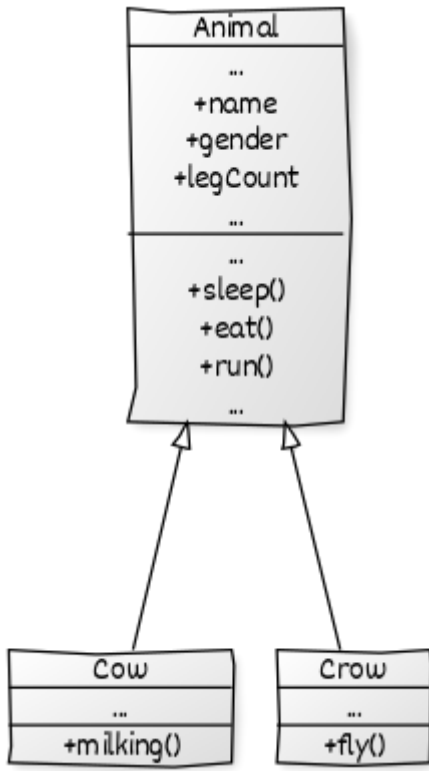 Animal
...
+name
+gender
+legCount
...
...
+sleep()
+eat()
+run()
...
Cow
...
+milking()
Crow
...
+fly()